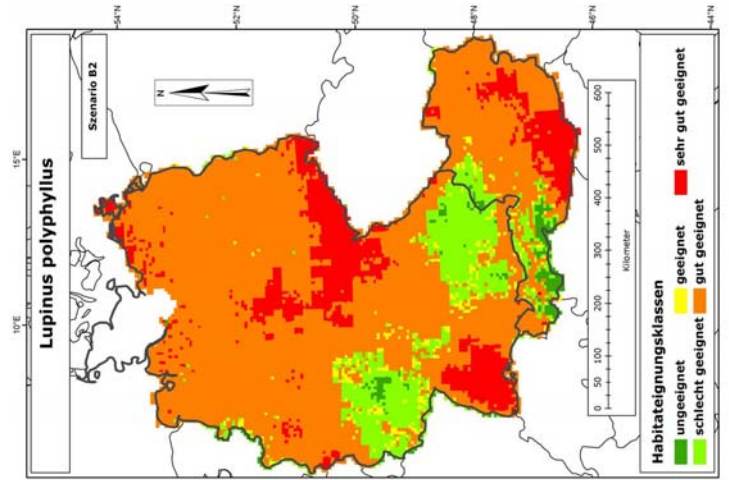 Lupinus polyphyllus
Szenario B2
10°E
15°E
54°N
52°N
50°N
48°N
46°N
44°N
N
0 50 100 200 300 400 500 600
Kilometer
Habitateignungsklassen
ungeeignet
geeignet
sehr gut geeignet
schlecht geeignet
gut geeignet